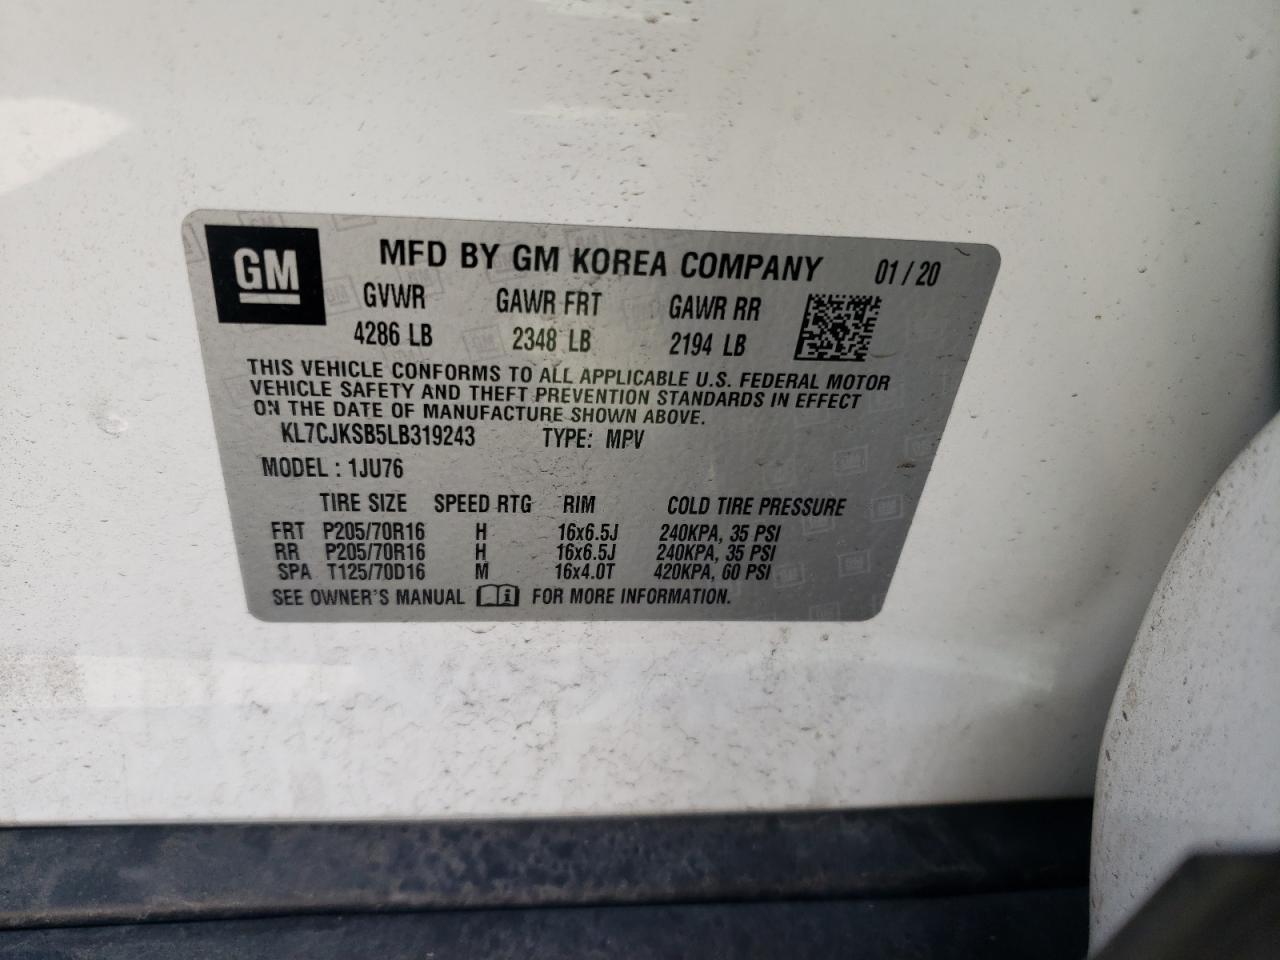 GM MFD BY GM KOREA COMPANY 01/20
GVWR GAWR FRT GAWR RR
4286 LB 2348 LB 2194 LB
THIS VEHICLE CONFORMS TO ALL APPLICABLE U.S. FEDERAL MOTOR
VEHICLE SAFETY AND THEFT PREVENTION STANDARDS IN EFFECT
ON THE DATE OF MANUFACTURE SHOWN ABOVE.
KL7CJKSB5LB319243 TYPE: MPV
MODEL : 1JU76
TIRE SIZE SPEED RTG RIM COLD TIRE PRESSURE
FRT P205/70R16 H 16x6.5J 240KPA, 35 PSI
RR P205/70R16 H 16x6.5J 240KPA, 35 PSI
SPA T125/70D16 M 16x4.0T 420KPA, 60 PSI
SEE OWNER'S MANUAL i FOR MORE INFORMATION.